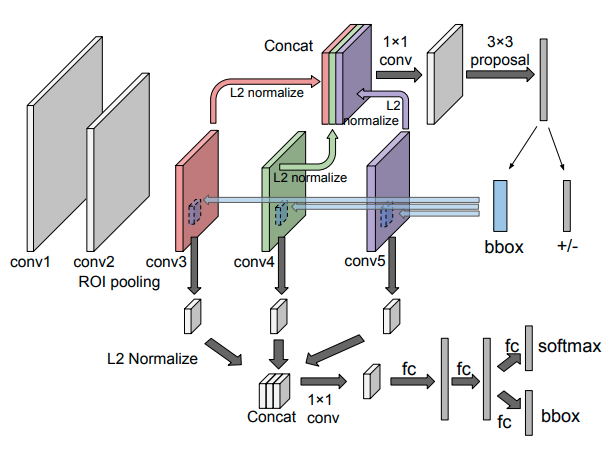 Concat
1×1
conv
3×3
proposal
L2 normalize
L2
normalize
L2 normalize
bbox
+/-
conv1
conv2
conv3
conv4
conv5
ROI pooling
L2 Normalize
Concat
1×1
conv
fc
fc
fc
softmax
fc
bbox